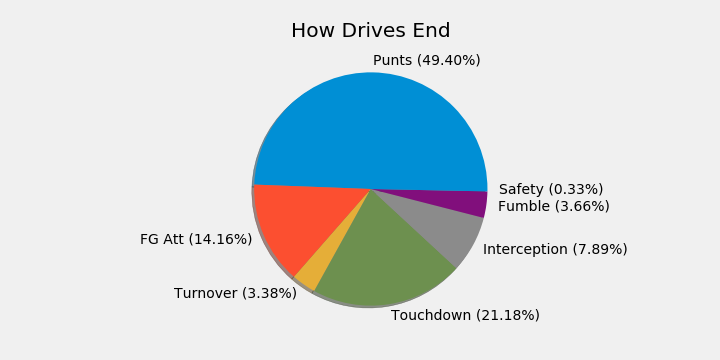 How Drives End
Punts (49.40%)
Safety (0.33%)
Fumble (3.66%)
FG Att (14.16%)
Interception (7.89%)
Turnover (3.38%)
Touchdown (21.18%)